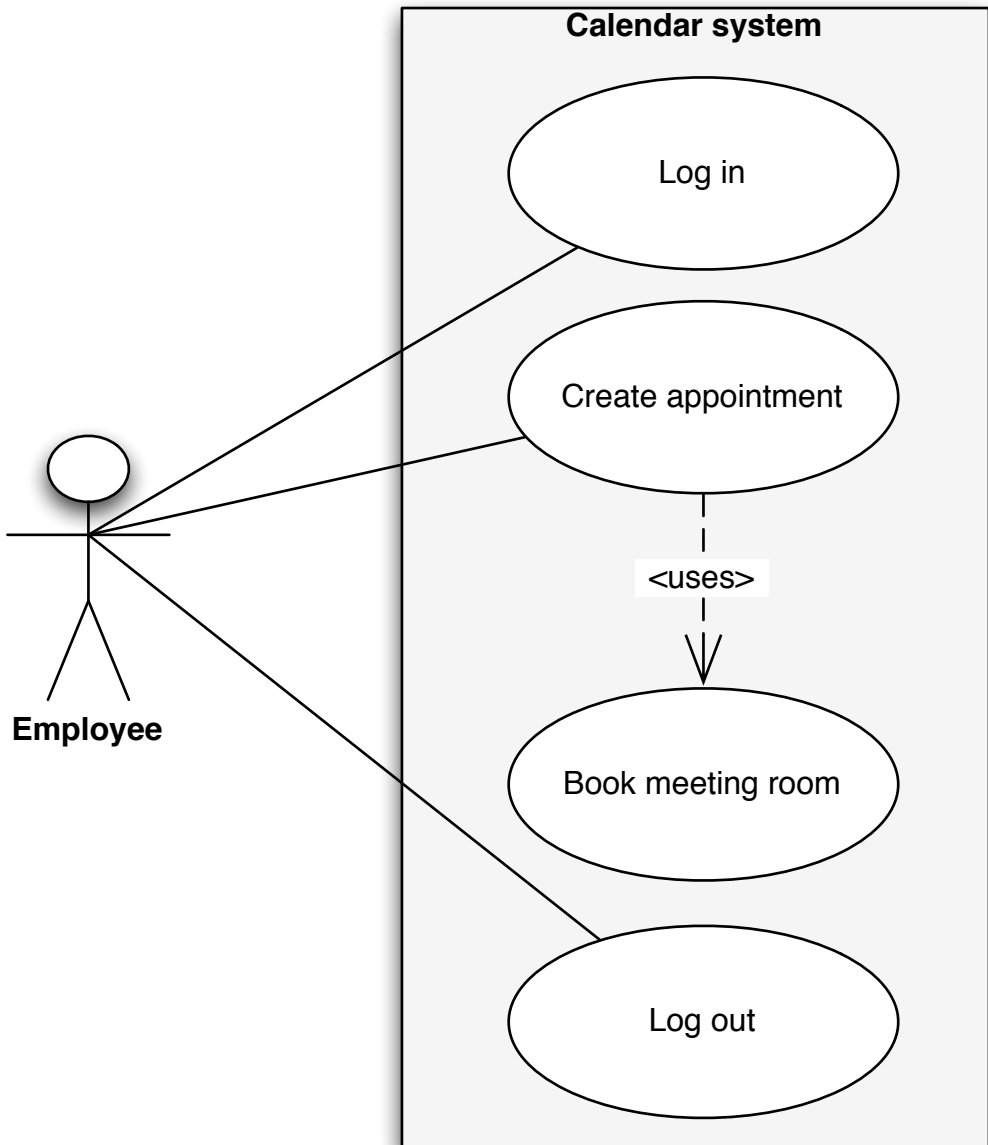 Calendar system
Log in
Create appointment
<uses>
Employee
Book meeting room
Log out